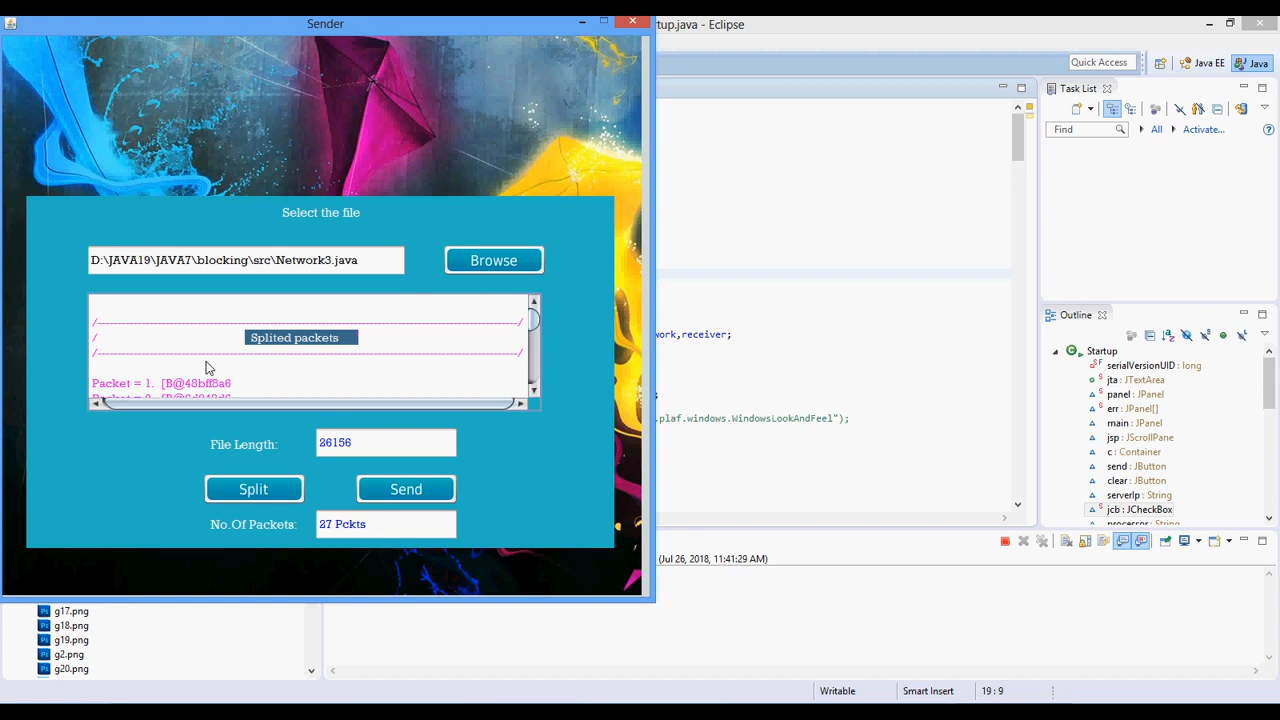 Sender
tup.java - Eclipse
Quick Access
Java EE
Java
Task List
Find
All
Activate...
Select the file
D:\JAVA19\JAVA7\blocking\src\Network3.java
Browse
/--------------------------------------------------------------------------------/
/ Splited packets
/--------------------------------------------------------------------------------/
Packet = 1. [B@48bff8a6
File Length: 26156
Split
Send
No.Of Packets: 27 Pckts
work,receiver;
.plaf.windows.WindowsLookAndFeel");
Outline
Startup
serialVersionUID : long
jta : JTextArea
panel : JPanel
err : JPanel[]
main : JPanel
jsp : JScrollPane
c : Container
send : JButton
clear : JButton
serverIp : String
jcb : JCheckBox
processor : String
(Jul 26, 2018, 11:41:29 AM)
g17.png
g18.png
g19.png
g2.png
g20.png
Writable
Smart Insert
19 : 9